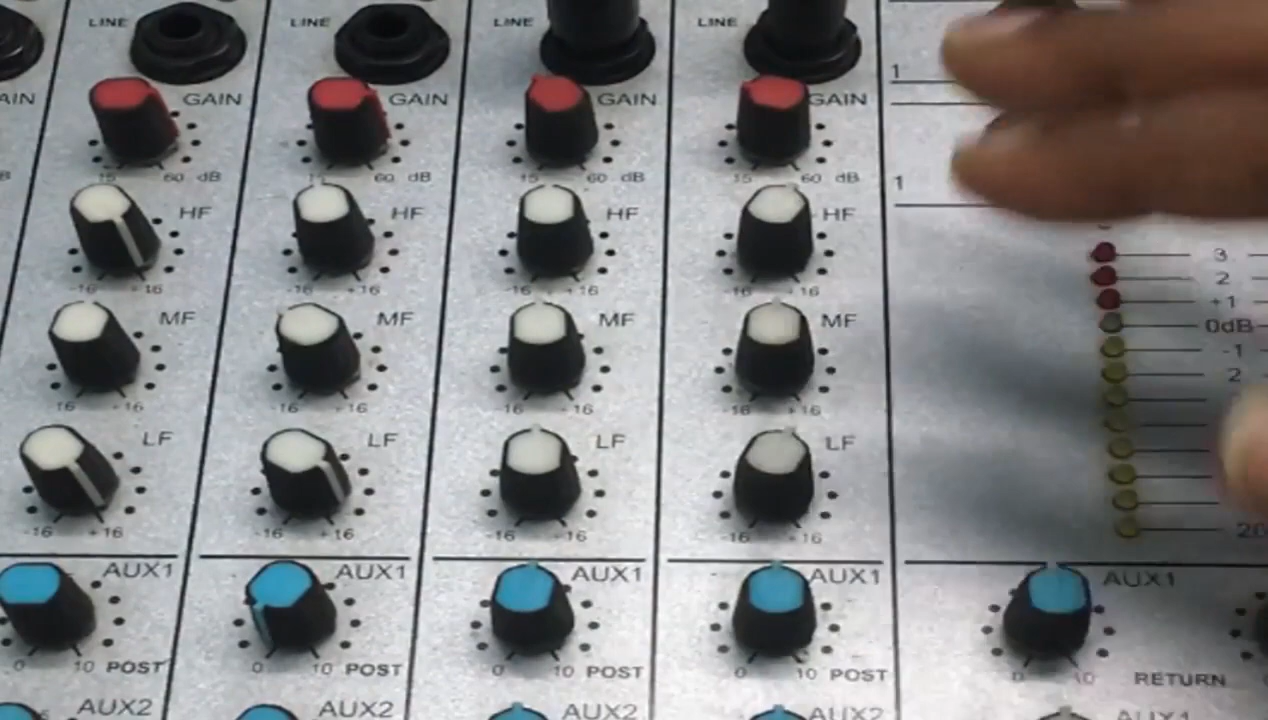 LINE LINE LINE LINE
1
GAIN GAIN GAIN GAIN
15 60 dB 15 60 dB 15 60 dB 15 60 dB
1
HF HF HF HF
3
2
-16 +16 -16 +16 -16 +16 -16 +16
+1
MF MF MF MF
0dB
-1
2
16 +16 -16 +16 -16 +16 -16 +16
LF LF LF LF
-16 +16 -16 +16 -16 +16 -16 +16
20
AUX1 AUX1 AUX1 AUX1 AUX1
0 10 POST 0 10 POST 0 10 POST 0 10 POST 0 10 RETURN
AUX2 AUX2 AUX2 AUX2